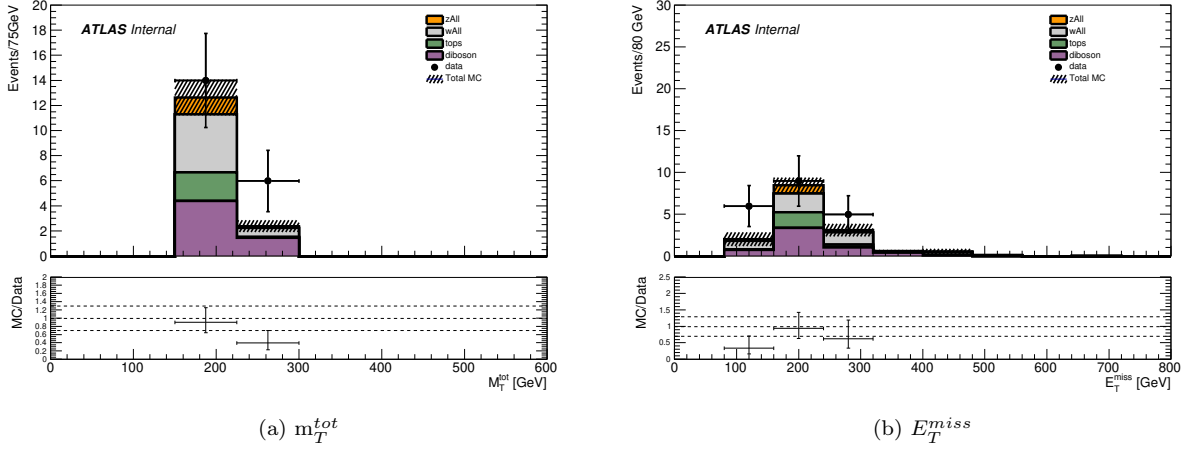 Events/75GeV
20
18
16
14
12
10
8
6
4
2
0
ATLAS Internal
zAll
wAll
tops
diboson
data
Total MC
MC/Data
2
1.8
1.6
1.4
1.2
1
0.8
0.6
0.4
0.2
0
0 100 200 300 400 500 600
M_T^tot [GeV]
(a) m_T^tot
Events/80 GeV
30
25
20
15
10
5
0
ATLAS Internal
zAll
wAll
tops
diboson
data
Total MC
MC/Data
2.5
2
1.5
1
0.5
0
0 100 200 300 400 500 600 700 800
E_T^miss [GeV]
(b) E_T^miss